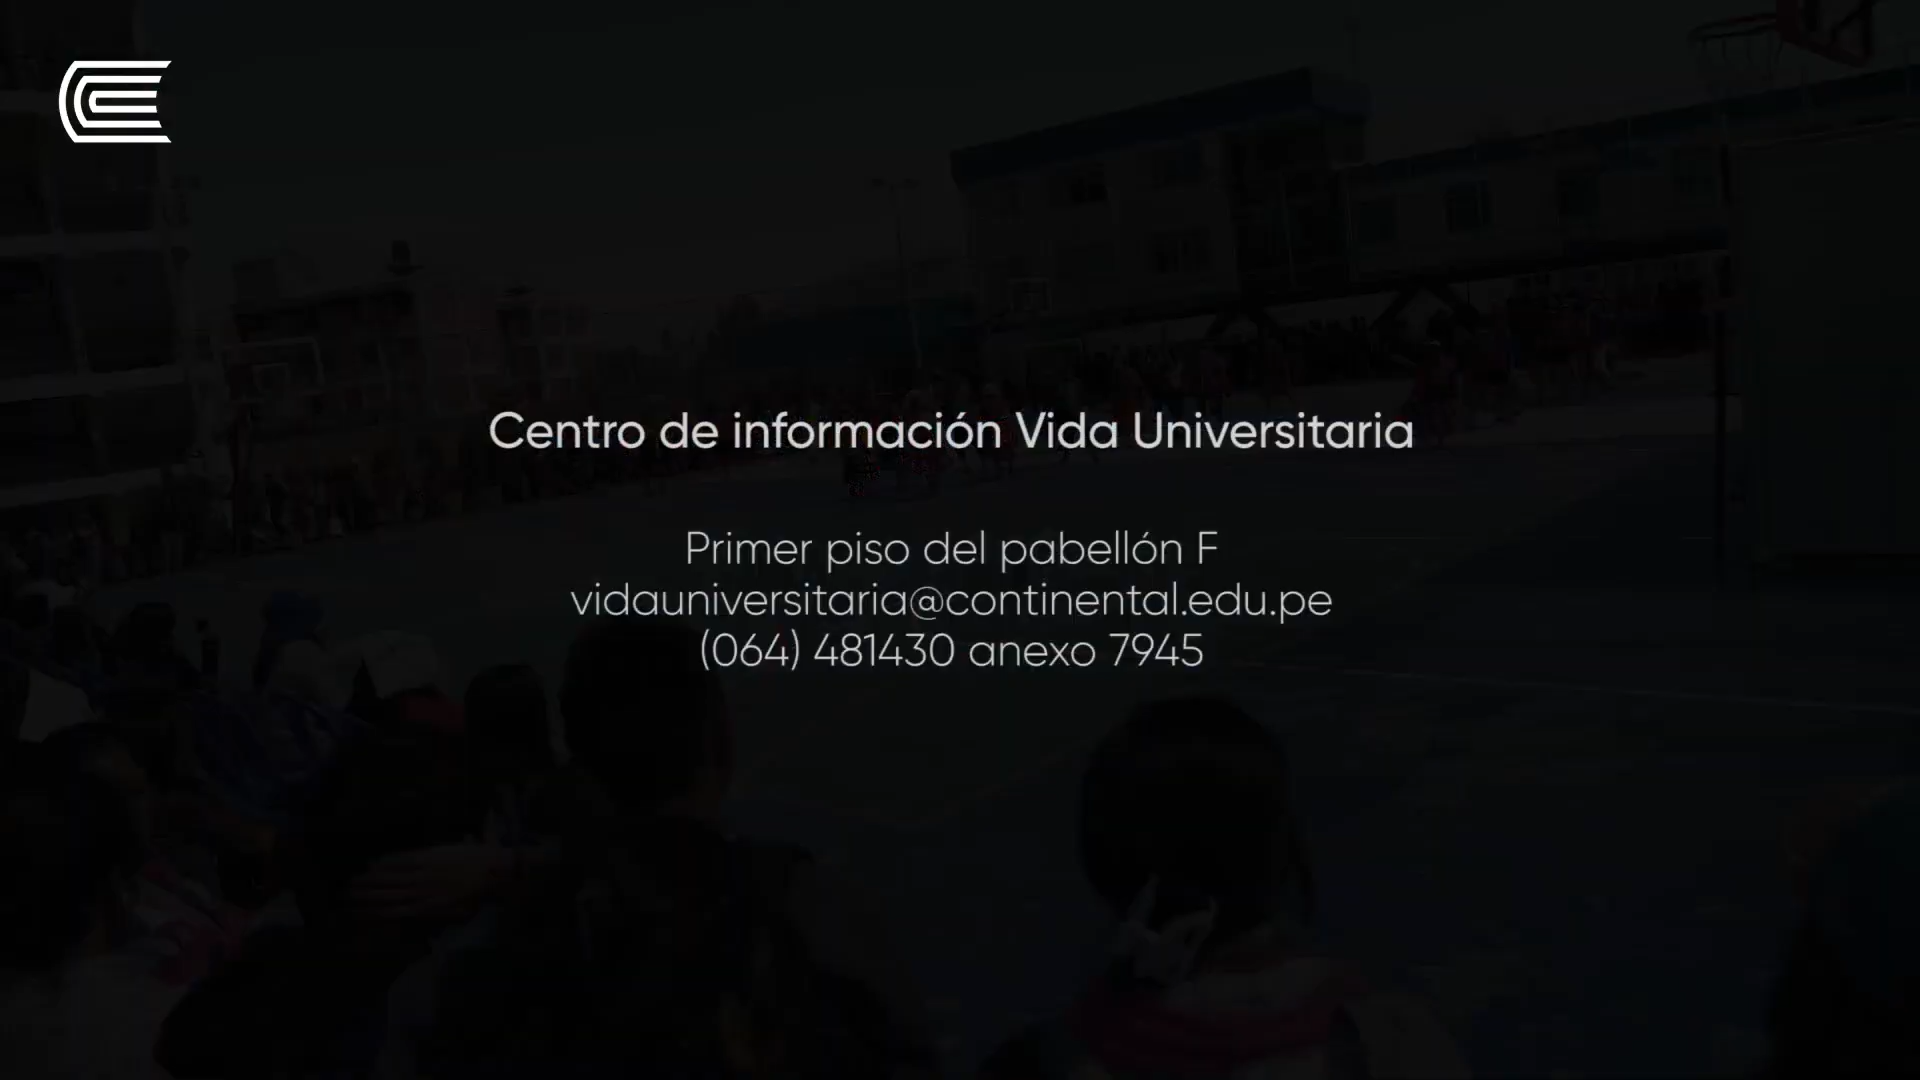 Centro de información Vida Universitaria
Primer piso del pabellón F
vidauniversitaria@continental.edu.pe
(064) 481430 anexo 7945